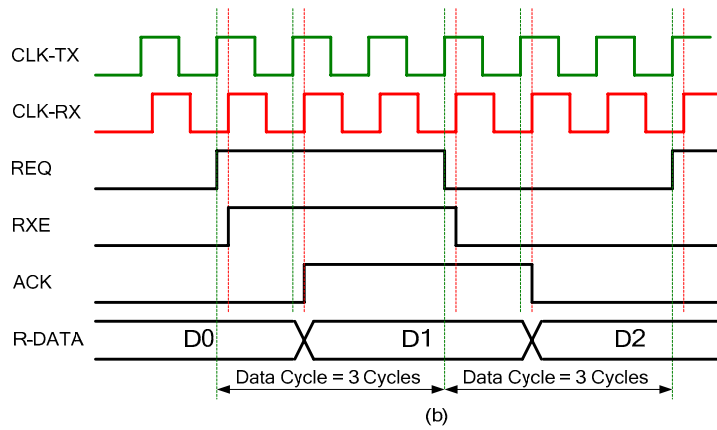 CLK-TX
CLK-RX
REQ
RXE
ACK
R-DATA D0 D1 D2
Data Cycle = 3 Cycles Data Cycle = 3 Cycles
(b)